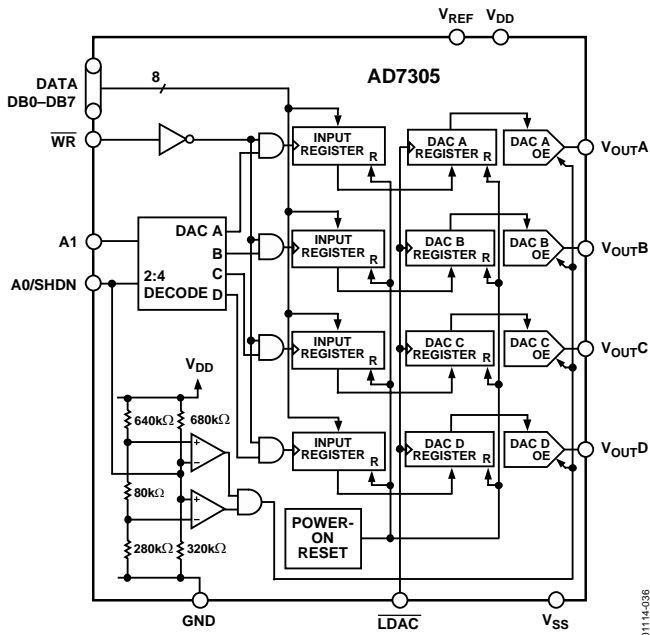 VREF VDD
AD7305
DATA
DB0–DB7
8
WR
INPUT
REGISTER
R
DAC A
REGISTER
R
DAC A
OE
VOUTA
A1
A0/SHDN
2:4
DECODE
DAC A
B
C
D
INPUT
REGISTER
R
DAC B
REGISTER
R
DAC B
OE
VOUTB
INPUT
REGISTER
R
DAC C
REGISTER
R
DAC C
OE
VOUTC
VDD
640kΩ
680kΩ
80kΩ
280kΩ
320kΩ
+
−
+
−
INPUT
REGISTER
R
DAC D
REGISTER
R
DAC D
OE
VOUTD
POWER-
ON
RESET
GND
LDAC
VSS
01114-036